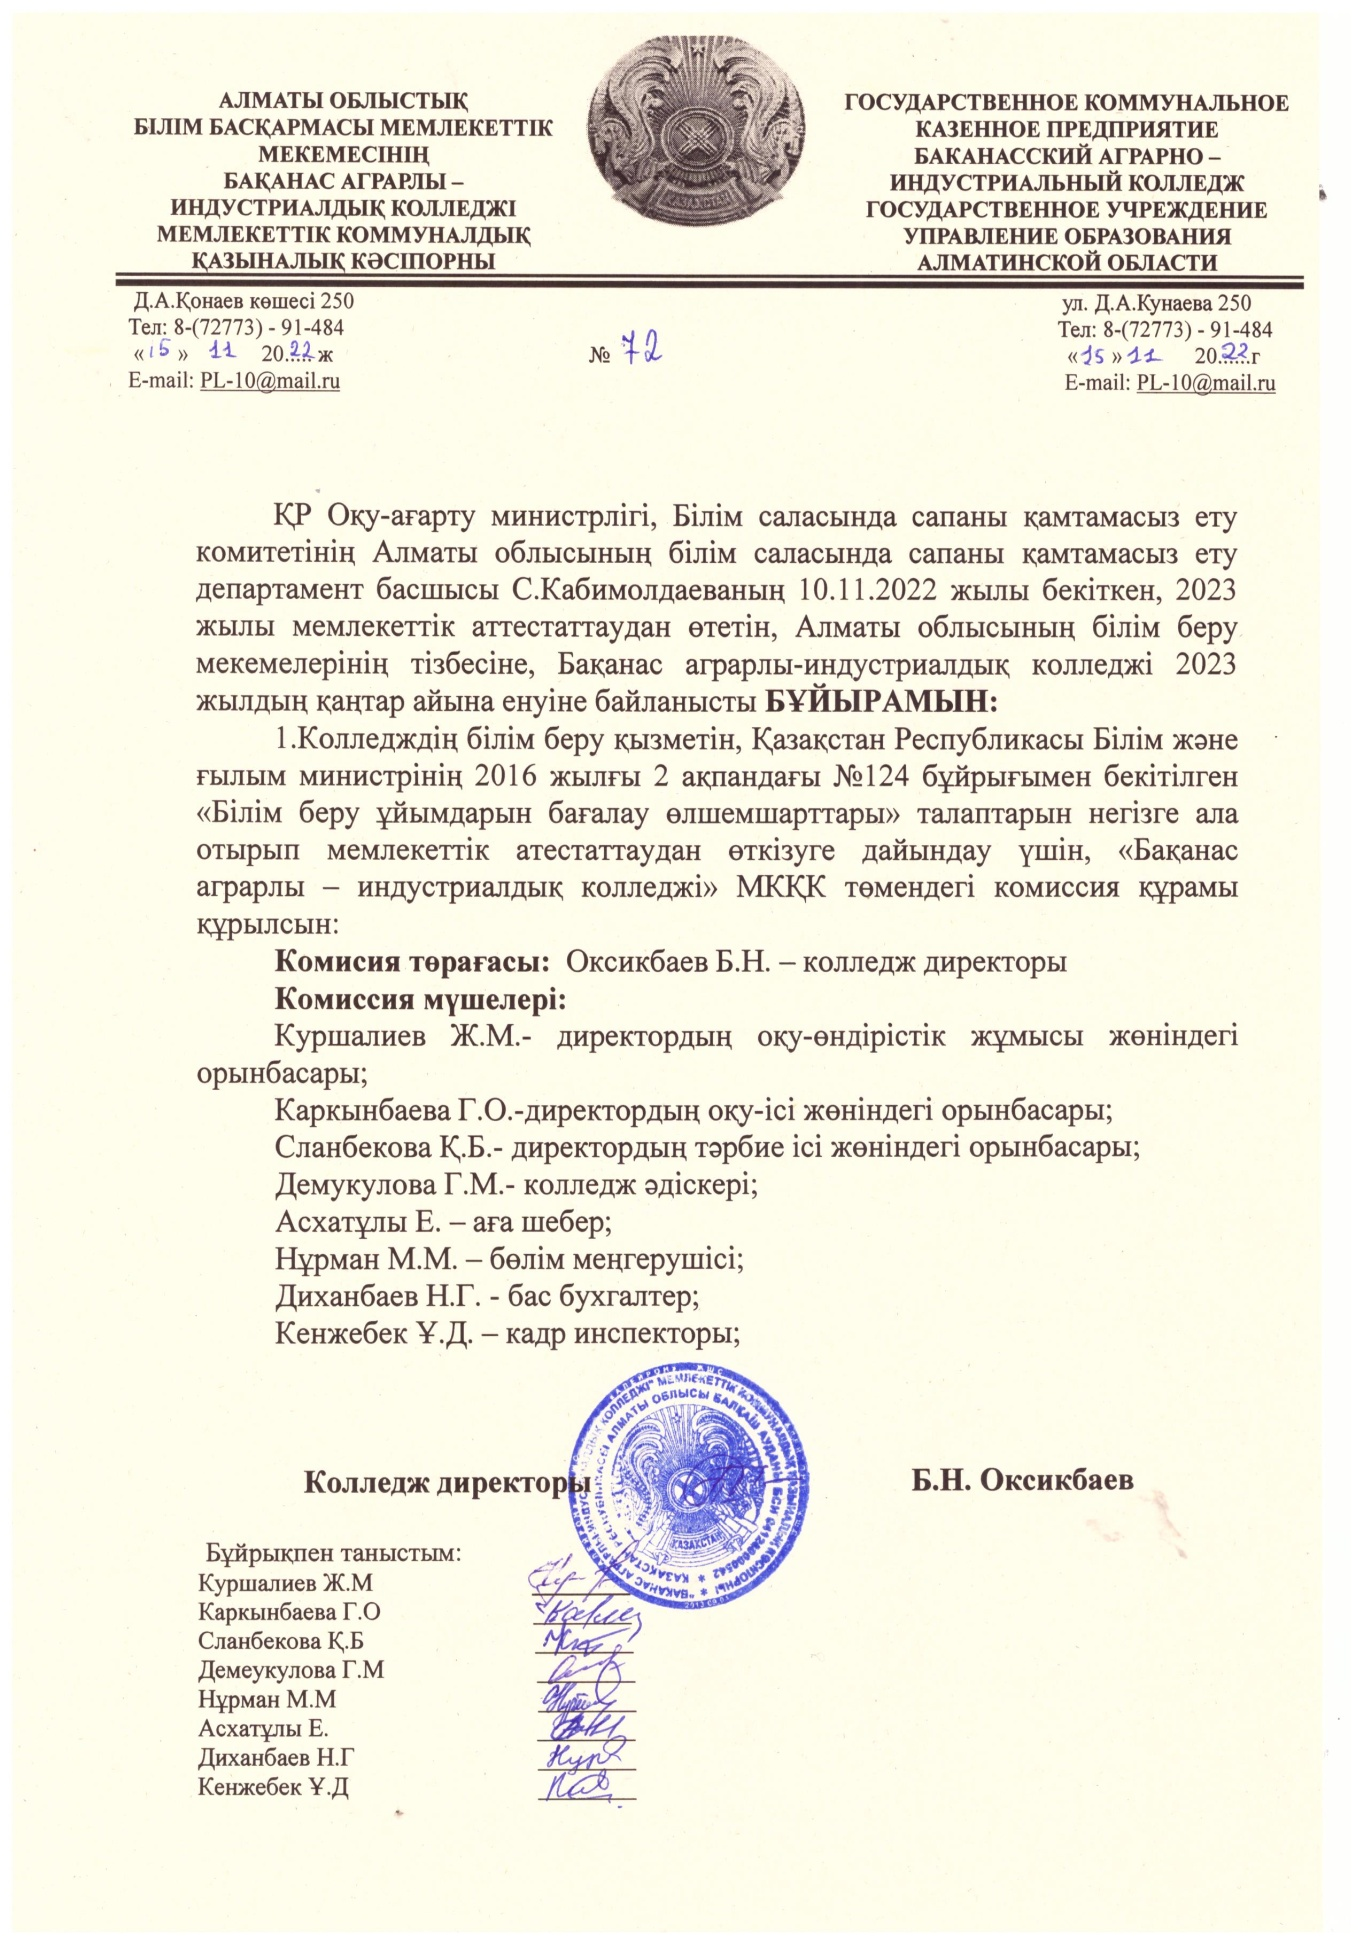 АЛМАТЫ ОБЛЫСТЫҚ
БІЛІМ БАСҚАРМАСЫ МЕМЛЕКЕТТІК
МЕКЕМЕСІНІҢ
БАҚАНАС АГРАРЛЫ –
ИНДУСТРИАЛДЫҚ КОЛЛЕДЖІ
МЕМЛЕКЕТТІК КОММУНАЛДЫҚ
ҚАЗЫНАЛЫҚ КӘСІПОРНЫ
ҚАЗАҚСТАН
ГОСУДАРСТВЕННОЕ КОММУНАЛЬНОЕ
КАЗЕННОЕ ПРЕДПРИЯТИЕ
БАКАНАССКИЙ АГРАРНО –
ИНДУСТРИАЛЬНЫЙ КОЛЛЕДЖ
ГОСУДАРСТВЕННОЕ УЧРЕЖДЕНИЕ
УПРАВЛЕНИЕ ОБРАЗОВАНИЯ
АЛМАТИНСКОЙ ОБЛАСТИ
Д.А.Қонаев көшесі 250
Тел: 8-(72773) - 91-484
« 15 » 11 20..22.. ж
E-mail: PL-10@mail.ru
№ 72
ул. Д.А.Кунаева 250
Тел: 8-(72773) - 91-484
« 15 » 11 20..22..г
E-mail: PL-10@mail.ru
ҚР Оқу-ағарту министрлігі, Білім саласында сапаны қамтамасыз ету
комитетінің Алматы облысының білім саласында сапаны қамтамасыз ету
департамент басшысы С.Кабимолдаеваның 10.11.2022 жылы бекіткен, 2023
жылы мемлекеттік аттестаттаудан өтетін, Алматы облысының білім беру
мекемелерінің тізбесіне, Бақанас аграрлы-индустриалдық колледжі 2023
жылдың қаңтар айына енуіне байланысты БҰЙЫРАМЫН:
1.Колледждің білім беру қызметін, Қазақстан Республикасы Білім және
ғылым министрінің 2016 жылғы 2 ақпандағы №124 бұйрығымен бекітілген
«Білім беру ұйымдарын бағалау өлшемшарттары» талаптарын негізге ала
отырып мемлекеттік атестаттаудан өткізуге дайындау үшін, «Бақанас
аграрлы – индустриалдық колледжі» МКҚК төмендегі комиссия құрамы
құрылсын:
Комисия төрағасы: Оксикбаев Б.Н. – колледж директоры
Комиссия мүшелері:
Куршалиев Ж.М.- директордың оқу-өндірістік жұмысы жөніндегі
орынбасары;
Каркынбаева Г.О.-директордың оқу-ісі жөніндегі орынбасары;
Сланбекова Қ.Б.- директордың тәрбие ісі жөніндегі орынбасары;
Демукулова Г.М.- колледж әдіскері;
Асхатұлы Е. – аға шебер;
Нұрман М.М. – бөлім меңгерушісі;
Диханбаев Н.Г. - бас бухгалтер;
Кенжебек Ұ.Д. – кадр инспекторы;
Колледж директоры
Б.Н. Оксикбаев
Бұйрықпен таныстым:
Куршалиев Ж.М
Каркынбаева Г.О
Сланбекова Қ.Б
Демеукулова Г.М
Нұрман М.М
Асхатұлы Е.
Диханбаев Н.Г
Кенжебек Ұ.Д